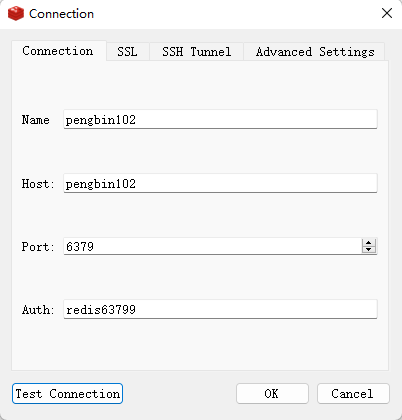 Connection
Connection SSL SSH Tunnel Advanced Settings
Name pengbin102
Host: pengbin102
Port: 6379
Auth: redis63799
Test Connection OK Cancel